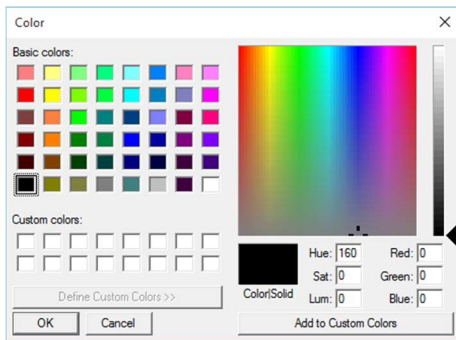 Color
Basic colors:
Custom colors:
Define Custom Colors >>
OK Cancel
Color|Solid
Hue: 160 Red: 0
Sat: 0 Green: 0
Lum: 0 Blue: 0
Add to Custom Colors